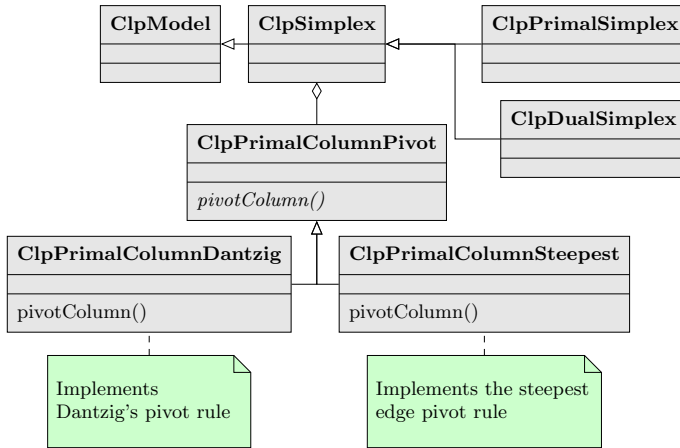 ClpModel
ClpSimplex
ClpPrimalSimplex
ClpDualSimplex
ClpPrimalColumnPivot
pivotColumn()
ClpPrimalColumnDantzig
pivotColumn()
ClpPrimalColumnSteepest
pivotColumn()
Implements
Dantzig's pivot rule
Implements the steepest
edge pivot rule